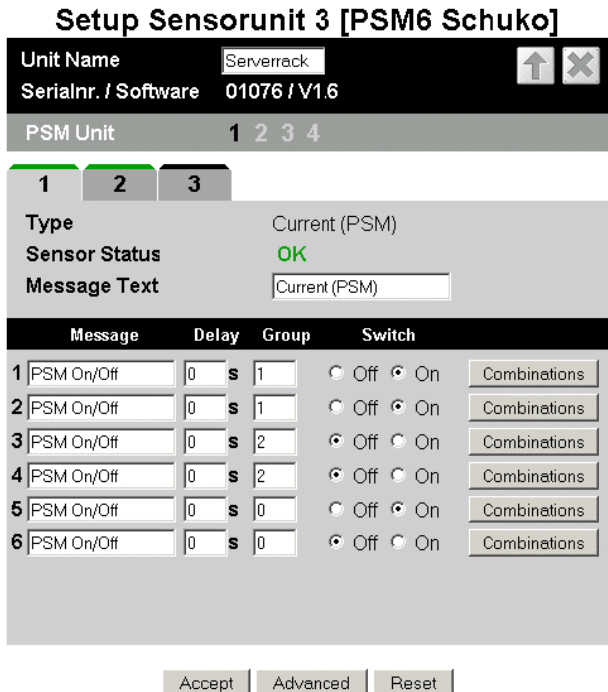 Setup Sensorunit 3 [PSM6 Schuko]
Unit Name Serverrack
Serialnr. / Software 01076 / V1.6
PSM Unit 1 2 3 4
1 2 3
Type Current (PSM)
Sensor Status OK
Message Text Current (PSM)
Message Delay Group Switch
1 PSM On/Off 0 s 1 Off On Combinations
2 PSM On/Off 0 s 1 Off On Combinations
3 PSM On/Off 0 s 2 Off On Combinations
4 PSM On/Off 0 s 2 Off On Combinations
5 PSM On/Off 0 s 0 Off On Combinations
6 PSM On/Off 0 s 0 Off On Combinations
Accept Advanced Reset